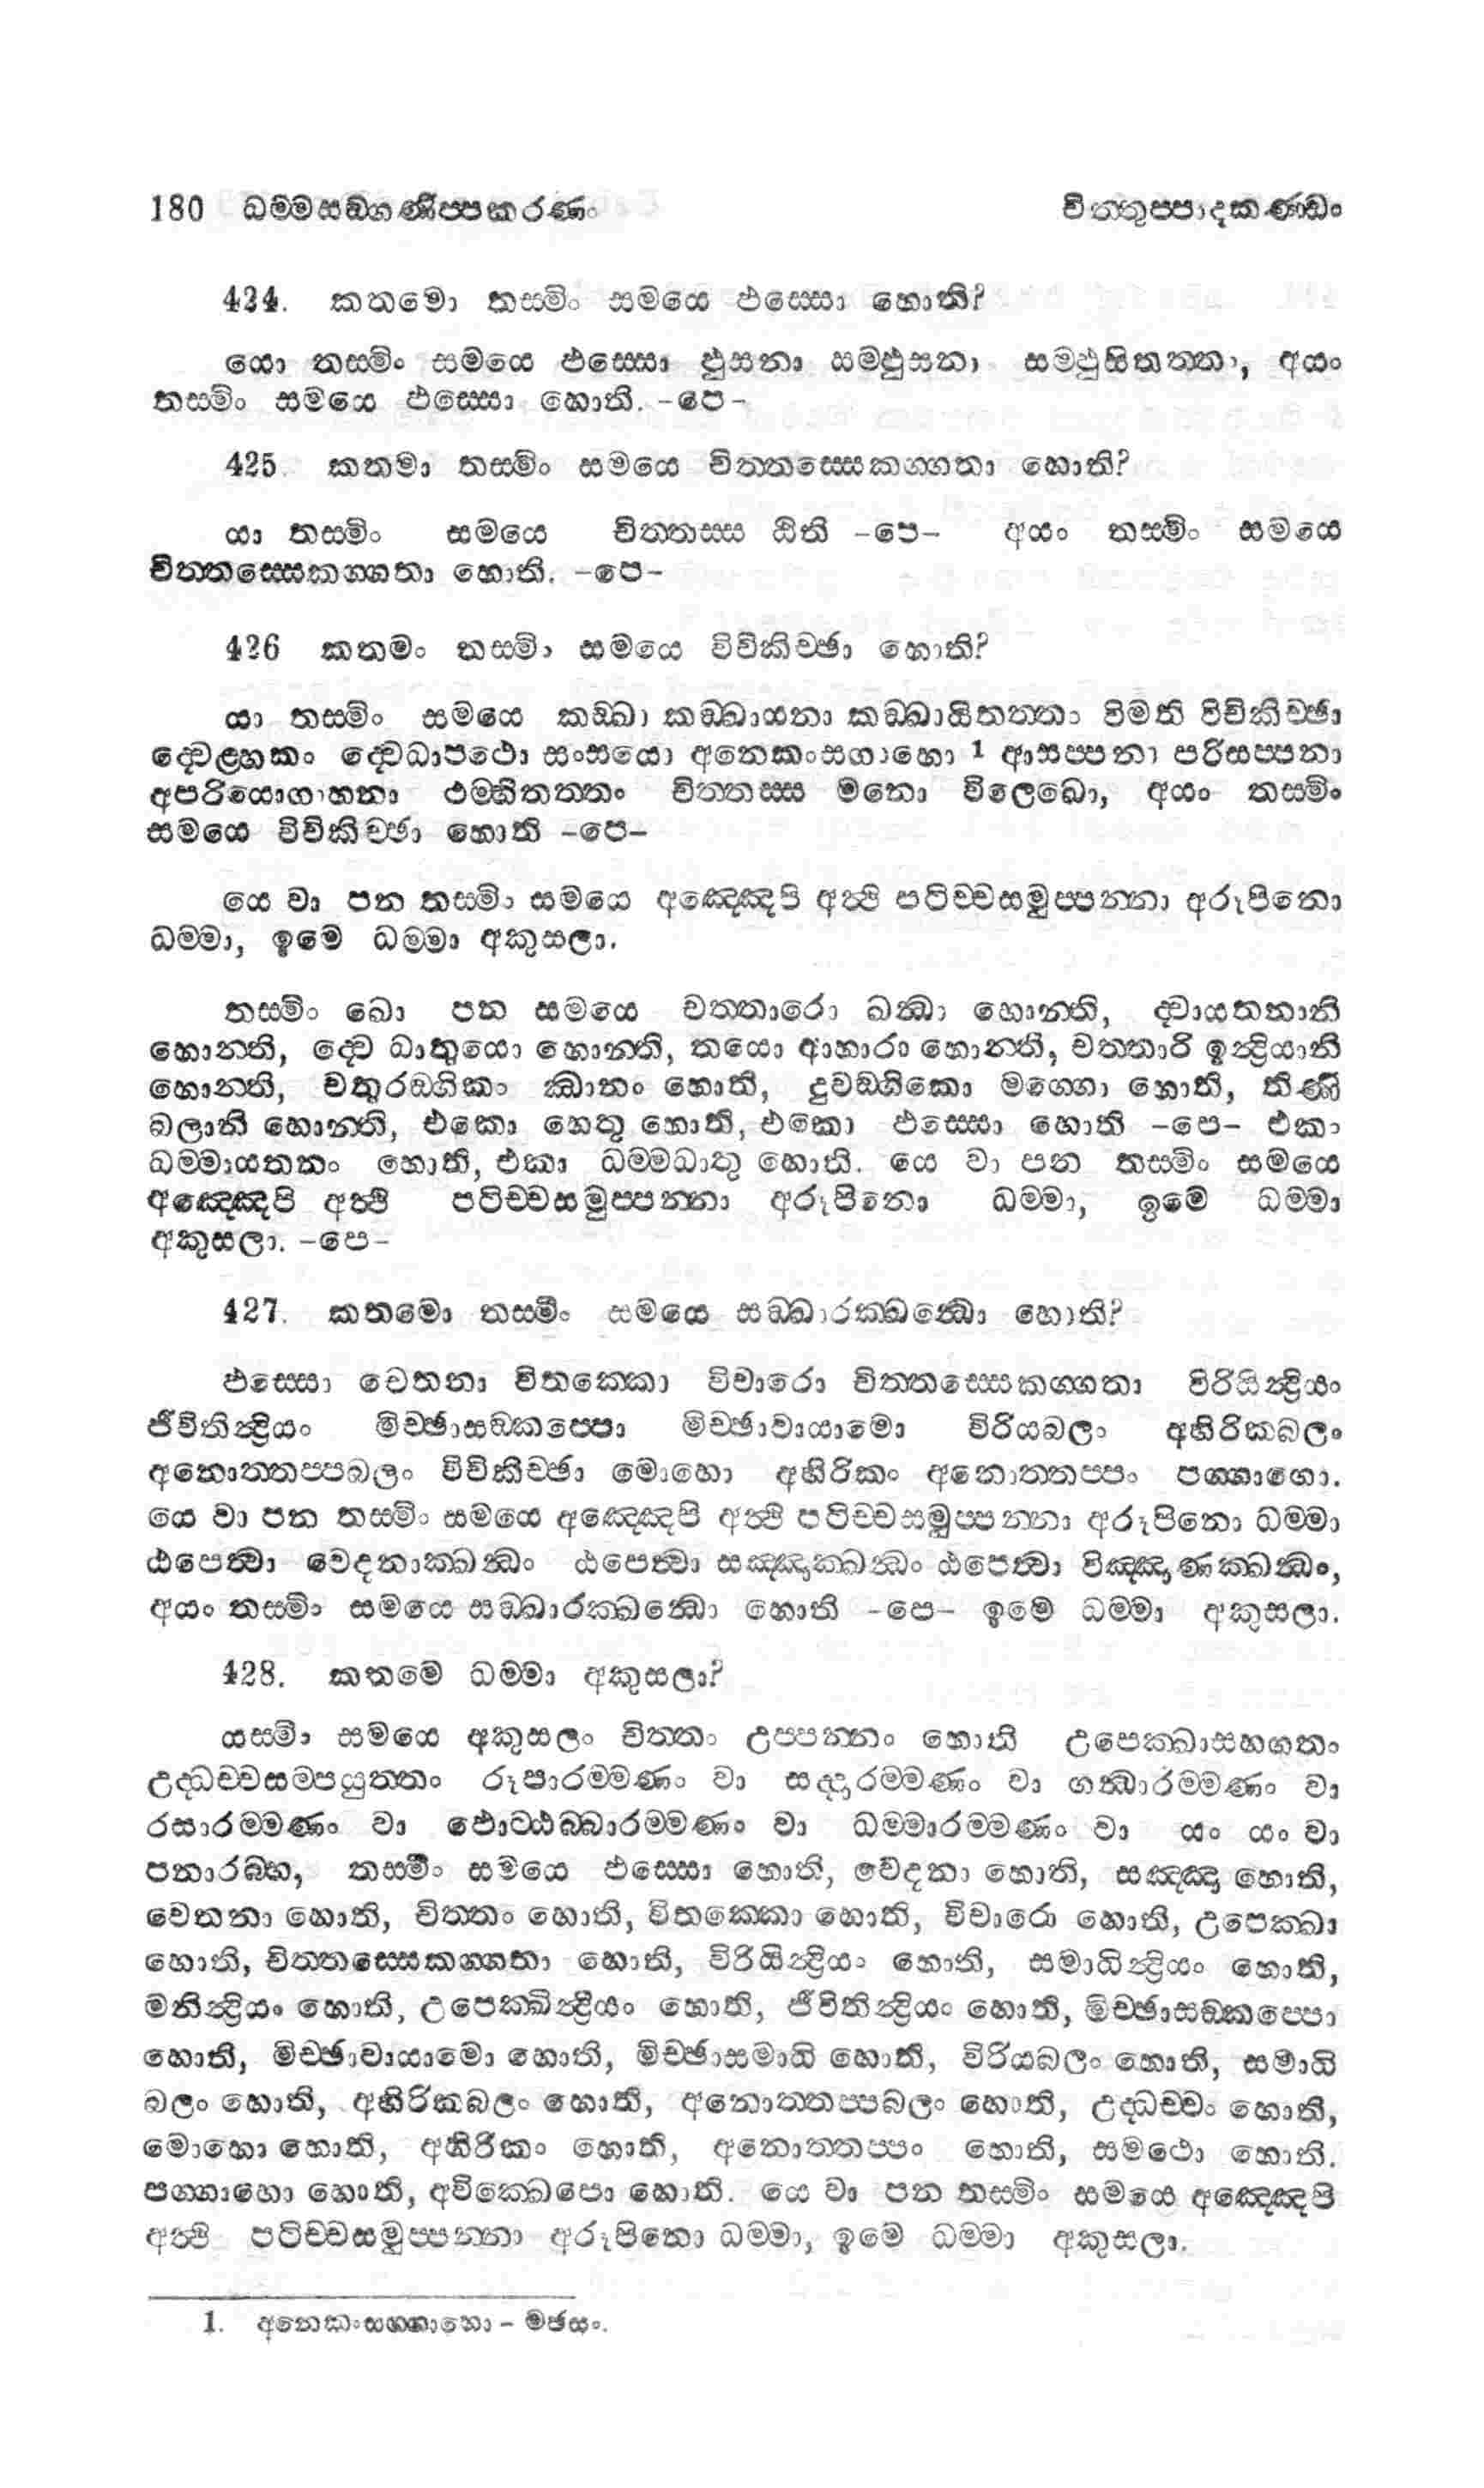 180 ධම්මසඞ්ගණිප්පකරණං චිත්තුප්පාදකණ්ඩං
424. කතමො තස්මිං සමයෙ ඵස්සො හොති?
යො තස්මිං සමයෙ ඵස්සො ඵුසනා සම්ඵුසනා සම්ඵුසිතත්තා, අයං
තස්මිං සමයෙ ඵස්සො හොති. -පෙ-
425. කතමා තස්මිං සමයෙ චිත්තස්සෙකග්ගතා හොති?
යා තස්මිං සමයෙ චිත්තස්ස ඨිති -පෙ- අයං තස්මිං සමයෙ
චිත්තස්සෙකග්ගතා හොති. -පෙ-
426 කතමං තස්මිං සමයෙ විචිකිච්ඡා හොති?
යා තස්මිං සමයෙ කඞ්ඛා කඞ්ඛායනා කඞ්ඛායිතත්තා විමති විචිකිච්ඡා
ද්වෙළ්හකං ද්වෙධාපථො සංසයො අනෙකංසගාහො 1 ආසප්පනා පරිසප්පනා
අපරියොගාහනා ථම්භිතත්තං චිත්තස්ස මනො විලෙඛො, අයං තස්මිං
සමයෙ විචිකිච්ඡා හොති -පෙ-
යෙ වා පන තස්මිං සමයෙ අඤ්ඤෙපි අත්ථි පටිච්චසමුප්පන්නා අරූපිනො
ධම්මා, ඉමෙ ධම්මා අකුසලා.
තස්මිං ඛො පන සමයෙ චත්තාරො ඛන්ධා හොන්ති, ද්වායතනානි
හොන්ති, ද්වෙ ධාතුයො හොන්ති, තයො ආහාරා හොන්ති, චත්තාරි ඉන්ද්‍රියානි
හොන්ති, චතුරඞ්ගිකං ඣානං හොති, දුවඞ්ගිකො මග්ගො හොති, තීණි
බලානි හොන්ති, එකො හෙතු හොති, එකො ඵස්සො හොති -පෙ- එකං
ධම්මායතනං හොති, එකා ධම්මධාතු හොති. යෙ වා පන තස්මිං සමයෙ
අඤ්ඤෙපි අත්ථි පටිච්චසමුප්පන්නා අරූපිනො ධම්මා, ඉමෙ ධම්මා
අකුසලා. -පෙ-
427. කතමො තස්මිං සමයෙ සඞ්ඛාරක්ඛන්ධො හොති?
ඵස්සො චෙතනා විතක්කො විචාරො චිත්තස්සෙකග්ගතා විරියින්ද්‍රියං
ජීවිතින්ද්‍රියං මිච්ඡාසඞ්කප්පො මිච්ඡාවායාමො විරියබලං අහිරිකබලං
අනොත්තප්පබලං විචිකිච්ඡා මොහො අහිරිකං අනොත්තප්පං පග්ගාහො.
යෙ වා පන තස්මිං සමයෙ අඤ්ඤෙපි අත්ථි පටිච්චසමුප්පන්නා අරූපිනො ධම්මා
ඨපෙත්වා වෙදනාක්ඛන්ධං ඨපෙත්වා සඤ්ඤාක්ඛන්ධං ඨපෙත්වා විඤ්ඤාණක්ඛන්ධං,
අයං තස්මිං සමයෙ සඞ්ඛාරක්ඛන්ධො හොති -පෙ- ඉමෙ ධම්මා අකුසලා.
428. කතමෙ ධම්මා අකුසලා?
යස්මිං සමයෙ අකුසලං චිත්තං උප්පන්නං හොති උපෙක්ඛාසහගතං
උද්ධච්චසම්පයුත්තං රූපාරම්මණං වා සද්දාරම්මණං වා ගන්ධාරම්මණං වා
රසාරම්මණං වා ඵොට්ඨබ්බාරම්මණං වා ධම්මාරම්මණං වා යං යං වා
පනාරබ්භ, තස්මිං සමයෙ ඵස්සො හොති, වෙදනා හොති, සඤ්ඤා හොති,
චෙතනා හොති, චිත්තං හොති, විතක්කො හොති, විචාරො හොති, උපෙක්ඛා
හොති, චිත්තස්සෙකග්ගතා හොති, විරියින්ද්‍රියං හොති, සමාධින්ද්‍රියං හොති,
මනින්ද්‍රියං හොති, උපෙක්ඛින්ද්‍රියං හොති, ජීවිතින්ද්‍රියං හොති, මිච්ඡාසඞ්කප්පො
හොති, මිච්ඡාවායාමො හොති, මිච්ඡාසමාධි හොති, විරියබලං හොති, සමාධි
බලං හොති, අහිරිකබලං හොති, අනොත්තප්පබලං හොති, උද්ධච්චං හොති,
මොහො හොති, අහිරිකං හොති, අනොත්තප්පං හොති, සමථො හොති.
පග්ගාහො හොති, අවික්ඛෙපො හොති. යෙ වා පන තස්මිං සමයෙ අඤ්ඤෙපි
අත්ථි පටිච්චසමුප්පන්නා අරූපිනො ධම්මා, ඉමෙ ධම්මා අකුසලා.
1. අනෙකංසග්ගාහො - මජසං.